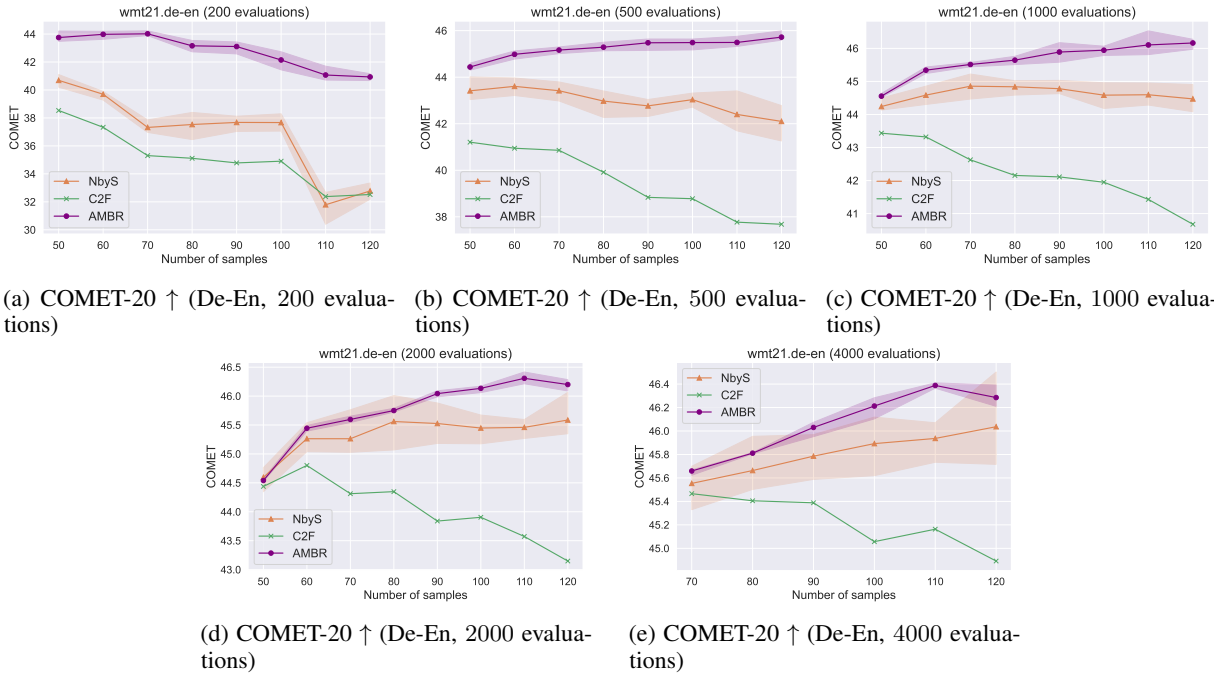 wmt21.de-en (200 evaluations)
COMET
44
42
40
38
36
34
32
30
NbyS
C2F
AMBR
50 60 70 80 90 100 110 120
Number of samples
(a) COMET-20 ↑ (De-En, 200 evalua-
tions)
wmt21.de-en (500 evaluations)
COMET
46
44
42
40
38
NbyS
C2F
AMBR
50 60 70 80 90 100 110 120
Number of samples
(b) COMET-20 ↑ (De-En, 500 evalua-
tions)
wmt21.de-en (1000 evaluations)
COMET
46
45
44
43
42
41
NbyS
C2F
AMBR
50 60 70 80 90 100 110 120
Number of samples
(c) COMET-20 ↑ (De-En, 1000 evalua-
tions)
wmt21.de-en (2000 evaluations)
COMET
46.5
46.0
45.5
45.0
44.5
44.0
43.5
43.0
NbyS
C2F
AMBR
50 60 70 80 90 100 110 120
Number of samples
(d) COMET-20 ↑ (De-En, 2000 evalua-
tions)
wmt21.de-en (4000 evaluations)
COMET
46.4
46.2
46.0
45.8
45.6
45.4
45.2
45.0
NbyS
C2F
AMBR
70 80 90 100 110 120
Number of samples
(e) COMET-20 ↑ (De-En, 4000 evalua-
tions)